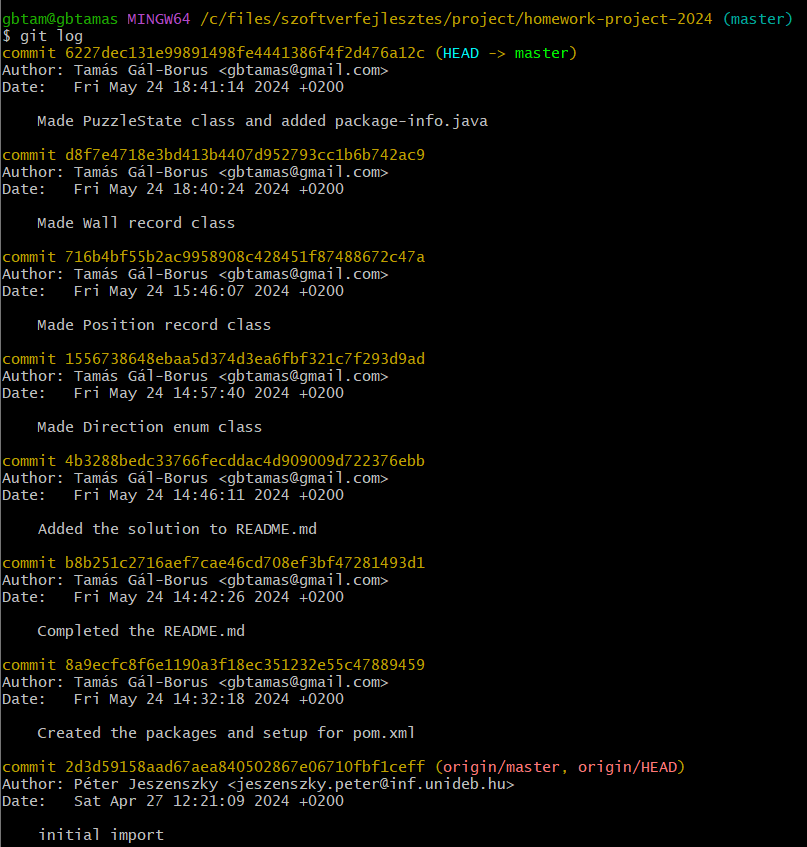 gbtam@gbtamas MINGW64 /c/files/szoftverfejlesztes/project/homework-project-2024 (master)
$ git log
commit 6227dec131e99891498fe4441386f4f2d476a12c (HEAD -> master)
Author: Tamás Gál-Borus <gbtamas@gmail.com>
Date:   Fri May 24 18:41:14 2024 +0200
    Made PuzzleState class and added package-info.java
commit d8f7e4718e3bd413b4407d952793cc1b6b742ac9
Author: Tamás Gál-Borus <gbtamas@gmail.com>
Date:   Fri May 24 18:40:24 2024 +0200
    Made Wall record class
commit 716b4bf55b2ac9958908c428451f87488672c47a
Author: Tamás Gál-Borus <gbtamas@gmail.com>
Date:   Fri May 24 15:46:07 2024 +0200
    Made Position record class
commit 1556738648ebaa5d374d3ea6fbf321c7f293d9ad
Author: Tamás Gál-Borus <gbtamas@gmail.com>
Date:   Fri May 24 14:57:40 2024 +0200
    Made Direction enum class
commit 4b3288bedc33766fecddac4d909009d722376ebb
Author: Tamás Gál-Borus <gbtamas@gmail.com>
Date:   Fri May 24 14:46:11 2024 +0200
    Added the solution to README.md
commit b8b251c2716aef7cae46cd708ef3bf47281493d1
Author: Tamás Gál-Borus <gbtamas@gmail.com>
Date:   Fri May 24 14:42:26 2024 +0200
    Completed the README.md
commit 8a9ecfc8f6e1190a3f18ec351232e55c47889459
Author: Tamás Gál-Borus <gbtamas@gmail.com>
Date:   Fri May 24 14:32:18 2024 +0200
    Created the packages and setup for pom.xml
commit 2d3d59158aad67aea840502867e06710fbf1ceff (origin/master, origin/HEAD)
Author: Péter Jeszenszky <jeszenszky.peter@inf.unideb.hu>
Date:   Sat Apr 27 12:21:09 2024 +0200
    initial import